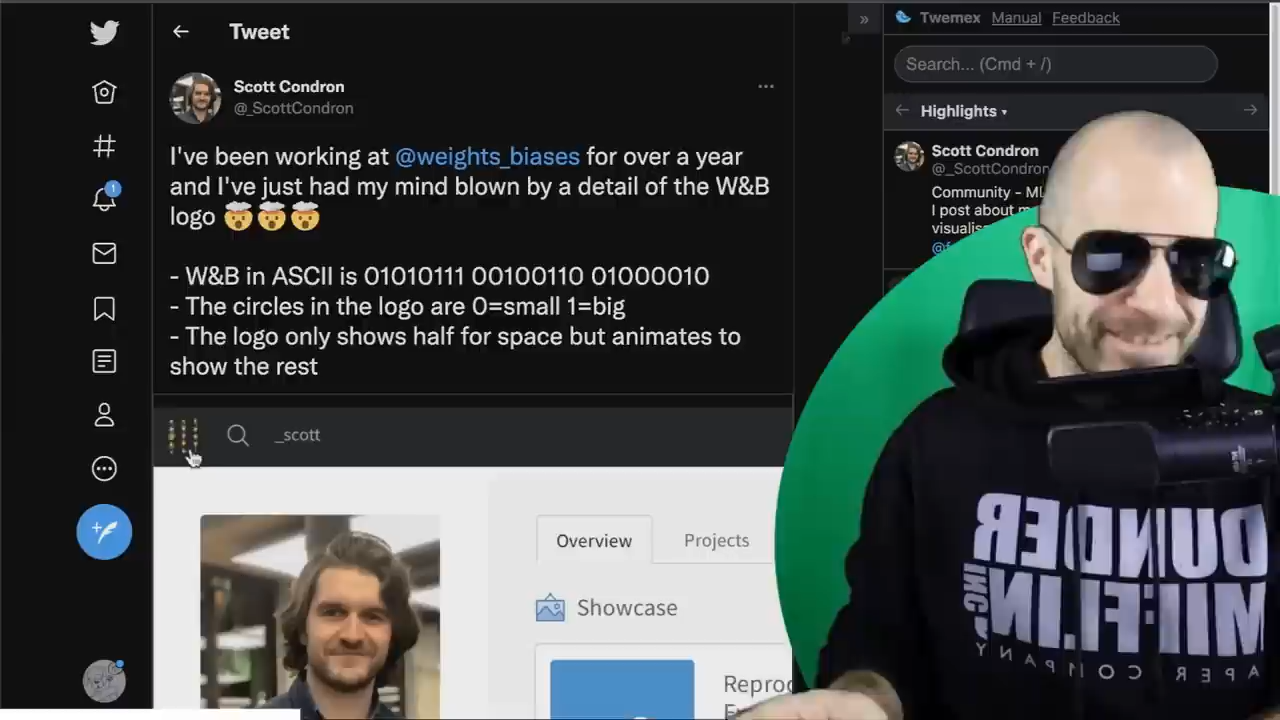 Tweet
Scott Condron
@_ScottCondron
I've been working at @weights_biases for over a year
and I've just had my mind blown by a detail of the W&B
logo 🤯🤯🤯
- W&B in ASCII is 01010111 00100110 01000010
- The circles in the logo are 0=small 1=big
- The logo only shows half for space but animates to
show the rest
_scott
Overview Projects
Showcase
1
»
Twemex Manual Feedback
Search... (Cmd + /)
Highlights
Scott Condron
@_ScottCondron
Community -
I post about
DUNDER
MIFFLIN
INC
APER COMPANY